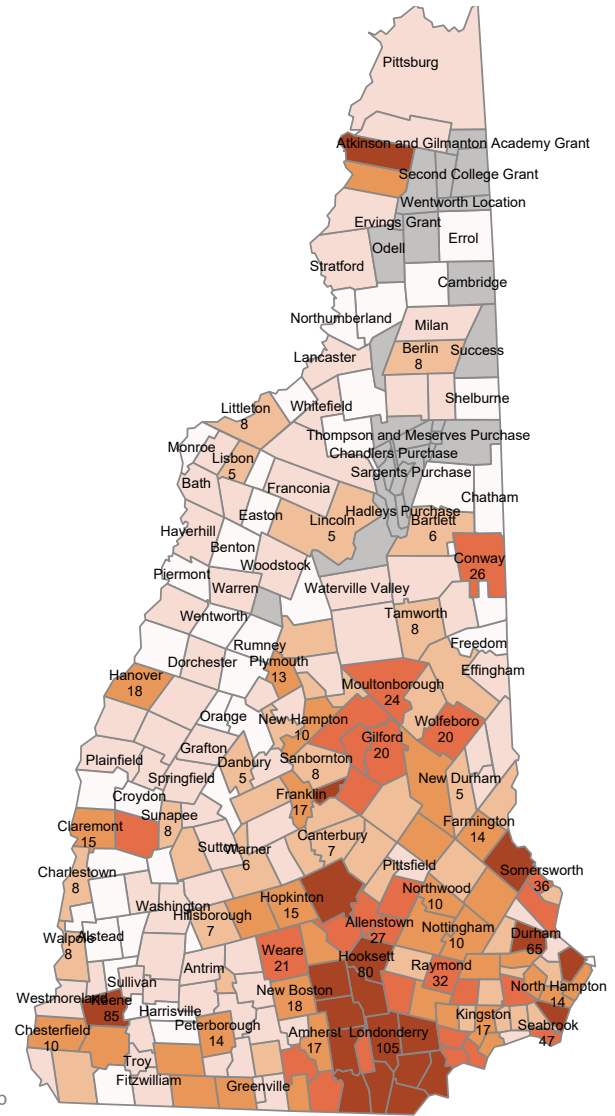 Pittsburg
Atkinson and Gilmanton Academy Grant
Second College Grant
Wentworth Location
Ervings Grant
Errol
Odell
Stratford
Cambridge
Northumberland
Milan
Berlin
8
Success
Lancaster
Shelburne
Whitefield
Littleton
8
Thompson and Meserves Purchase
Monroe
Chandlers Purchase
Lisbon
5
Sargents Purchase
Bath
Franconia
Chatham
Hadleys Purchase
Easton
Lincoln
5
Bartlett
6
Haverhill
Benton
Conway
26
Woodstock
Piermont
Warren
Waterville Valley
Wentworth
Tamworth
8
Rumney
Freedom
Dorchester
Plymouth
13
Effingham
Hanover
18
Moultonborough
24
Orange
New Hampton
10
Wolfeboro
20
Gilford
20
Grafton
Plainfield
Danbury
5
Sanbornton
8
Springfield
New Durham
5
Croydon
Franklin
17
Sunapee
8
Claremont
15
Farmington
14
Canterbury
7
Sutton
Warner
6
Pittsfield
Charlestown
8
Somersworth
36
Northwood
10
Hopkinton
15
Washington
Hillsborough
7
Allenstown
27
Nottingham
10
Durham
65
Walpole
8
Alstead
Weare
21
Hooksett
80
Raymond
32
Antrim
Sullivan
North Hampton
14
New Boston
18
Westmoreland
Keene
85
Harrisville
Kingston
17
Peterborough
14
Seabrook
47
Chesterfield
10
Amherst
17
Londonderry
105
Troy
Fitzwilliam
Greenville